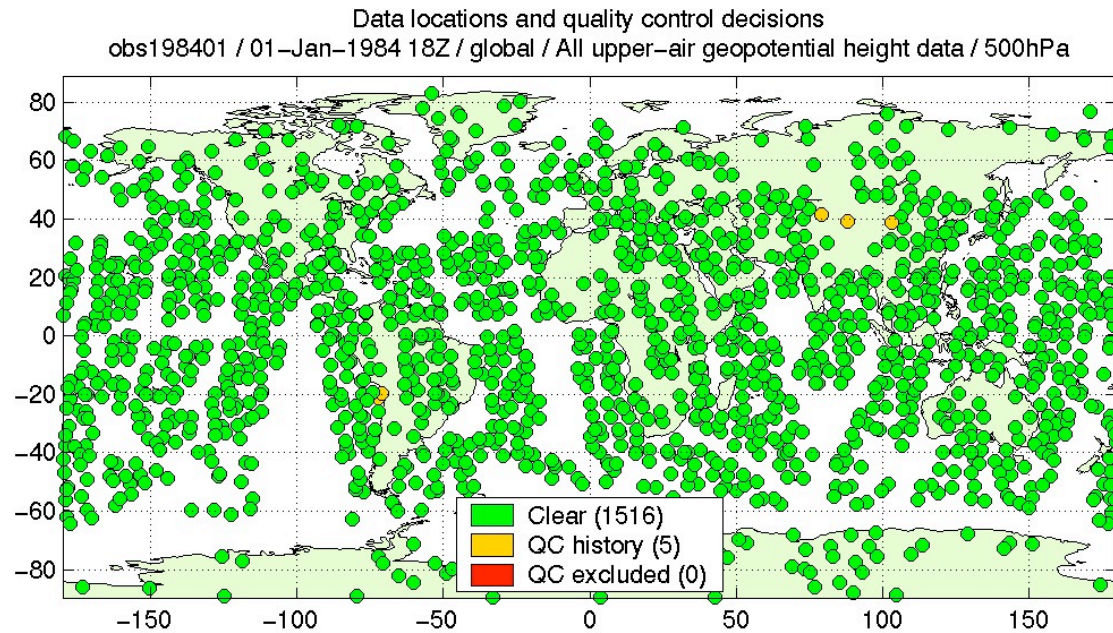 Data locations and quality control decisions
obs198401 / 01−Jan−1984 18Z / global / All upper−air geopotential height data / 500hPa
80
60
40
20
0
−20
−40
−60
−80
Clear (1516)
QC history (5)
QC excluded (0)
−150 −100 −50 0 50 100 150